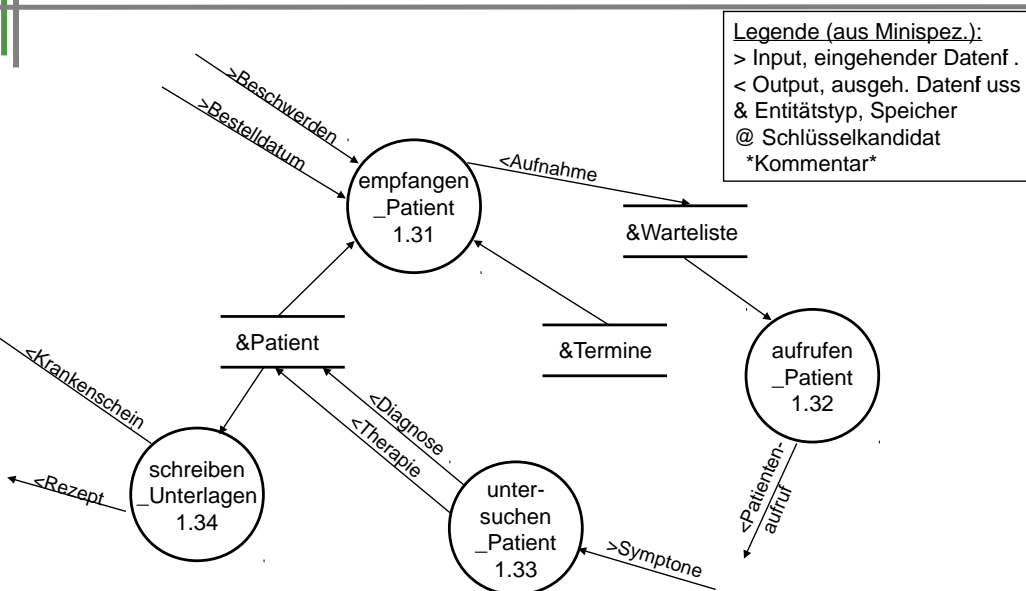 Legende (aus Minispez.):
> Input, eingehender Datenf .
< Output, ausgeh. Datenf uss
& Entitätstyp, Speicher
@ Schlüsselkandidat
*Kommentar*
>Beschwerden
>Bestelldatum
empfangen
_Patient
1.31
<Aufnahme
&Warteliste
&Patient
&Termine
aufrufen
_Patient
1.32
<Krankenschein
<Diagnose
<Therapie
<Patienten-
aufruf
schreiben
_Unterlagen
1.34
<Rezept
unter-
suchen
_Patient
1.33
>Symptone